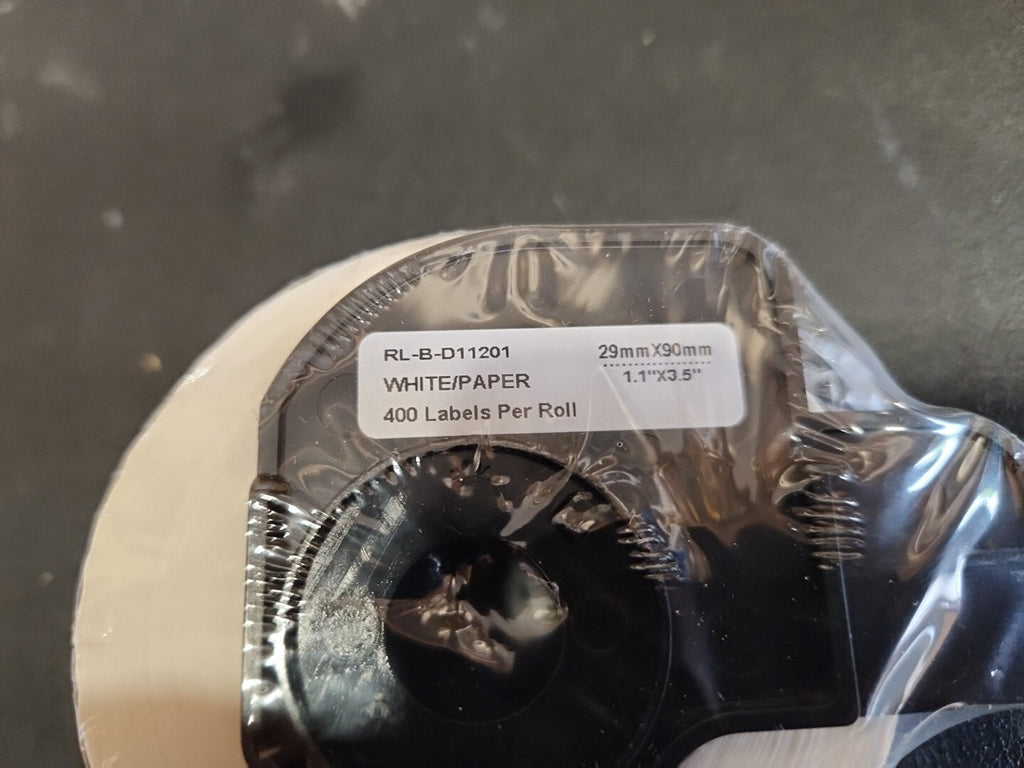 RL-B-D11201
29mmX90mm
WHITE/PAPER
1.1"X3.5"
400 Labels Per Roll